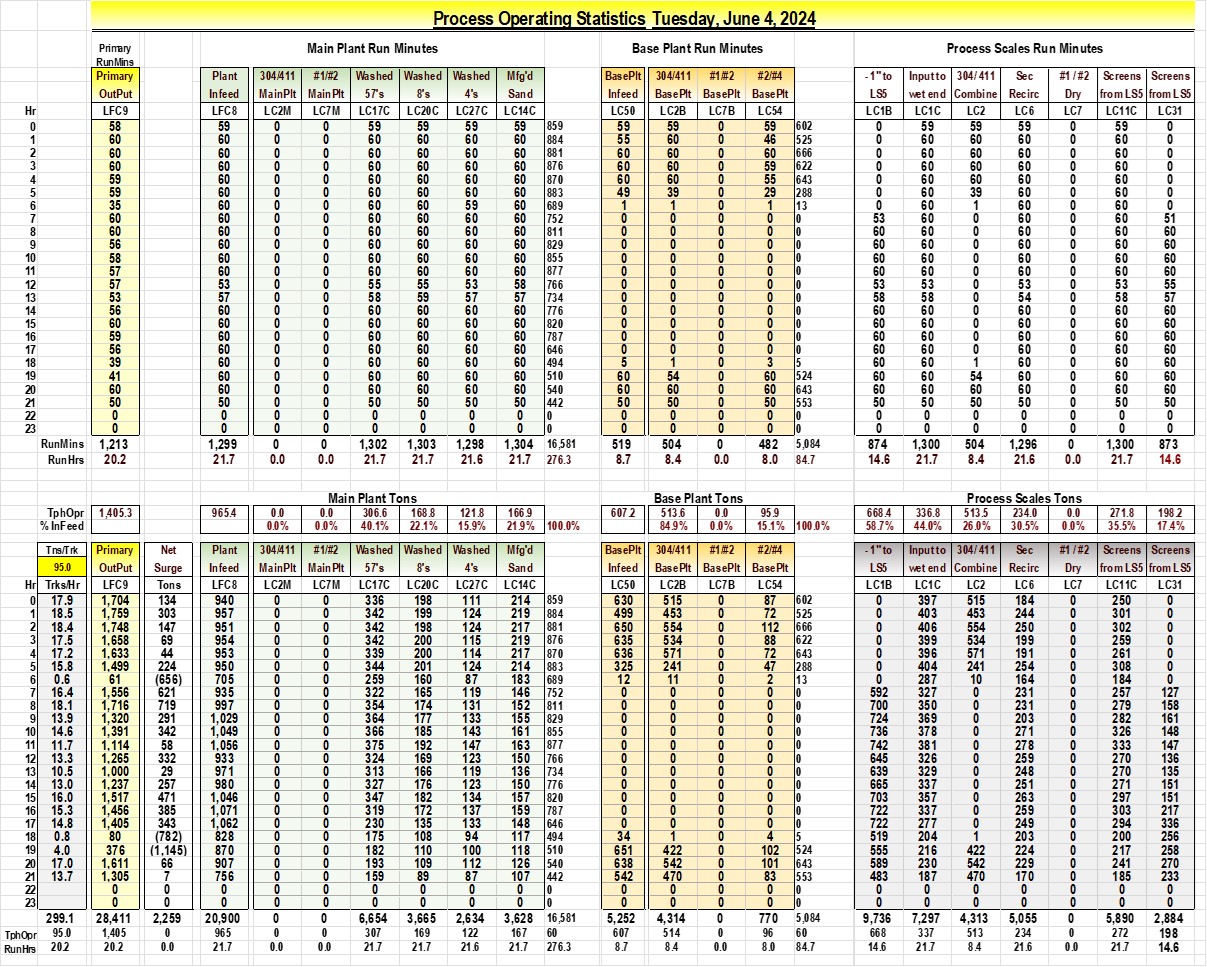 Process Operating Statistics Tuesday, June 4, 2024
Primary Main Plant Run Minutes Base Plant Run Minutes Process Scales Run Minutes
RunMins
Primary Plant 304/411 #1/#2 Washed Washed Washed Mfg'd BasePlt 304/411 #1/#2 #2/#4 -1" to Input to 304/ 411 Sec #1 / #2 Screens Screens
OutPut Infeed MainPlt MainPlt 57's 8's 4's Sand Infeed BasePlt BasePlt BasePlt LS5 wet end Combine Recirc Dry from LS5 from LS5
Hr LFC9 LFC8 LC2M LC7M LC17C LC20C LC27C LC14C LC50 LC2B LC7B LC54 LC1B LC1C LC2 LC6 LC7 LC11C LC31
0 58 59 0 0 59 59 59 59 859 59 59 0 59 602 0 59 59 59 0 59 0
1 60 60 0 0 60 60 60 60 884 55 60 0 46 525 0 60 60 60 0 60 0
2 60 60 0 0 60 60 60 60 881 60 60 0 60 666 0 60 60 60 0 60 0
3 60 60 0 0 60 60 60 60 876 60 60 0 59 622 0 60 60 60 0 60 0
4 59 60 0 0 60 60 60 60 870 60 60 0 55 643 0 60 60 60 0 60 0
5 59 60 0 0 60 60 60 60 883 49 39 0 29 288 0 60 39 60 0 60 0
6 35 60 0 0 60 60 59 60 689 1 1 0 1 13 0 60 1 60 0 60 0
7 60 60 0 0 60 60 60 60 752 0 0 0 0 0 53 60 0 60 0 60 51
8 60 60 0 0 60 60 60 60 811 0 0 0 0 0 60 60 0 60 0 60 60
9 56 60 0 0 60 60 60 60 829 0 0 0 0 0 60 60 0 60 0 60 60
10 58 60 0 0 60 60 60 60 855 0 0 0 0 0 60 60 0 60 0 60 60
11 57 60 0 0 60 60 60 60 877 0 0 0 0 0 60 60 0 60 0 60 60
12 57 53 0 0 55 55 53 58 766 0 0 0 0 0 53 53 0 53 0 53 55
13 53 57 0 0 58 59 57 57 734 0 0 0 0 0 58 58 0 54 0 58 57
14 56 60 0 0 60 60 60 60 776 0 0 0 0 0 60 60 0 60 0 60 60
15 60 60 0 0 60 60 60 60 820 0 0 0 0 0 60 60 0 60 0 60 60
16 59 60 0 0 60 60 60 60 787 0 0 0 0 0 60 60 0 60 0 60 60
17 56 60 0 0 60 60 60 60 646 0 0 0 0 0 60 60 0 60 0 60 60
18 39 60 0 0 60 60 60 60 494 5 1 0 3 5 60 60 1 60 0 60 60
19 41 60 0 0 60 60 60 60 510 60 54 0 60 524 60 60 54 60 0 60 60
20 60 60 0 0 60 60 60 60 540 60 60 0 60 643 60 60 60 60 0 60 60
21 50 50 0 0 50 50 50 50 442 50 50 0 50 553 50 50 50 50 0 50 50
22 0 0 0 0 0 0 0 0 0 0 0 0 0 0 0 0 0 0 0 0 0
23 0 0 0 0 0 0 0 0 0 0 0 0 0 0 0 0 0 0 0 0 0
RunMins 1,213 1,299 0 0 1,302 1,303 1,298 1,304 16,581 519 504 0 482 5,084 874 1,300 504 1,296 0 1,300 873
Run Hrs 20.2 21.7 0.0 0.0 21.7 21.7 21.6 21.7 276.3 8.7 8.4 0.0 8.0 84.7 14.6 21.7 8.4 21.6 0.0 21.7 14.6
Main Plant Tons Base Plant Tons Process Scales Tons
TphOpr 1,405.3 965.4 0.0 0.0 306.6 168.8 121.8 166.9 607.2 513.6 0.0 95.9 668.4 336.8 513.5 234.0 0.0 271.8 198.2
% InFeed 0.0% 0.0% 40.1% 22.1% 15.9% 21.9% 100.0% 84.9% 0.0% 15.1% 100.0% 58.7% 44.0% 26.0% 30.5% 0.0% 35.5% 17.4%
Tns/Trk Primary Net Plant 304/411 #1/#2 Washed Washed Washed Mfg'd BasePlt 304/411 #1/#2 #2/#4 -1" to Input to 304/ 411 Sec #1 / #2 Screens Screens
95.0 OutPut Surge Infeed MainPlt MainPlt 57's 8's 4's Sand Infeed BasePlt BasePlt BasePlt LS5 wet end Combine Recirc Dry from LS5 from LS5
Hr Trks/Hr LFC9 Tons LFC8 LC2M LC7M LC17C LC20C LC27C LC14C LC50 LC2B LC7B LC54 LC1B LC1C LC2 LC6 LC7 LC11C LC31
0 17.9 1,704 134 940 0 0 336 198 111 214 859 630 515 0 87 602 0 397 515 184 0 250 0
1 18.5 1,759 303 957 0 0 342 199 124 219 884 499 453 0 72 525 0 403 453 244 0 301 0
2 18.4 1,748 147 951 0 0 342 198 124 217 881 650 554 0 112 666 0 406 554 250 0 302 0
3 17.5 1,658 69 954 0 0 342 200 115 219 876 635 534 0 88 622 0 399 534 199 0 259 0
4 17.2 1,633 44 953 0 0 339 200 114 217 870 636 571 0 72 643 0 396 571 191 0 261 0
5 15.8 1,499 224 950 0 0 344 201 124 214 883 325 241 0 47 288 0 404 241 254 0 308 0
6 0.6 61 (656) 705 0 0 259 160 87 183 689 12 11 0 2 13 0 287 10 164 0 184 0
7 16.4 1,556 621 935 0 0 322 165 119 146 752 0 0 0 0 0 592 327 0 231 0 257 127
8 18.1 1,716 719 997 0 0 354 174 131 152 811 0 0 0 0 0 700 350 0 231 0 279 158
9 13.9 1,320 291 1,029 0 0 364 177 133 155 829 0 0 0 0 0 724 369 0 203 0 282 161
10 14.6 1,391 342 1,049 0 0 366 185 143 161 855 0 0 0 0 0 736 378 0 271 0 326 148
11 11.7 1,114 58 1,056 0 0 375 192 147 163 877 0 0 0 0 0 742 381 0 278 0 333 147
12 13.3 1,265 332 933 0 0 324 169 123 150 766 0 0 0 0 0 645 326 0 259 0 270 136
13 10.5 1,000 29 971 0 0 313 166 119 136 734 0 0 0 0 0 639 329 0 248 0 270 135
14 13.0 1,237 257 980 0 0 327 176 123 150 776 0 0 0 0 0 665 337 0 251 0 271 151
15 16.0 1,517 471 1,046 0 0 347 182 134 157 820 0 0 0 0 0 703 357 0 263 0 297 151
16 15.3 1,456 385 1,071 0 0 319 172 137 159 787 0 0 0 0 0 722 337 0 259 0 303 217
17 14.8 1,405 343 1,062 0 0 230 135 133 148 646 0 0 0 0 0 722 277 0 249 0 294 336
18 0.8 80 (782) 828 0 0 175 108 94 117 494 34 1 0 4 5 519 204 1 203 0 200 256
19 4.0 376 (1,145) 870 0 0 182 110 100 118 510 651 422 0 102 524 555 216 422 224 0 217 258
20 17.0 1,611 66 907 0 0 193 109 112 126 540 638 542 0 101 643 589 230 542 229 0 241 270
21 13.7 1,305 7 756 0 0 159 89 87 107 442 542 470 0 83 553 483 187 470 170 0 185 233
22 0 0 0 0 0 0 0 0 0 0 0 0 0 0 0 0 0 0 0 0 0 0
23 0 0 0 0 0 0 0 0 0 0 0 0 0 0 0 0 0 0 0 0 0 0
299.1 28,411 2,259 20,900 0 0 6,654 3,665 2,634 3,628 16,581 5,252 4,314 0 770 5,084 9,736 7,297 4,313 5,055 0 5,890 2,884
TphOpr 95.0 1,405 0 965 0 0 307 169 122 167 60 607 514 0 96 60 668 337 513 234 0 272 198
RunHrs 20.2 20.2 0.0 21.7 0.0 0.0 21.7 21.7 21.6 21.7 276.3 8.7 8.4 0.0 8.0 84.7 14.6 21.7 8.4 21.6 0.0 21.7 14.6